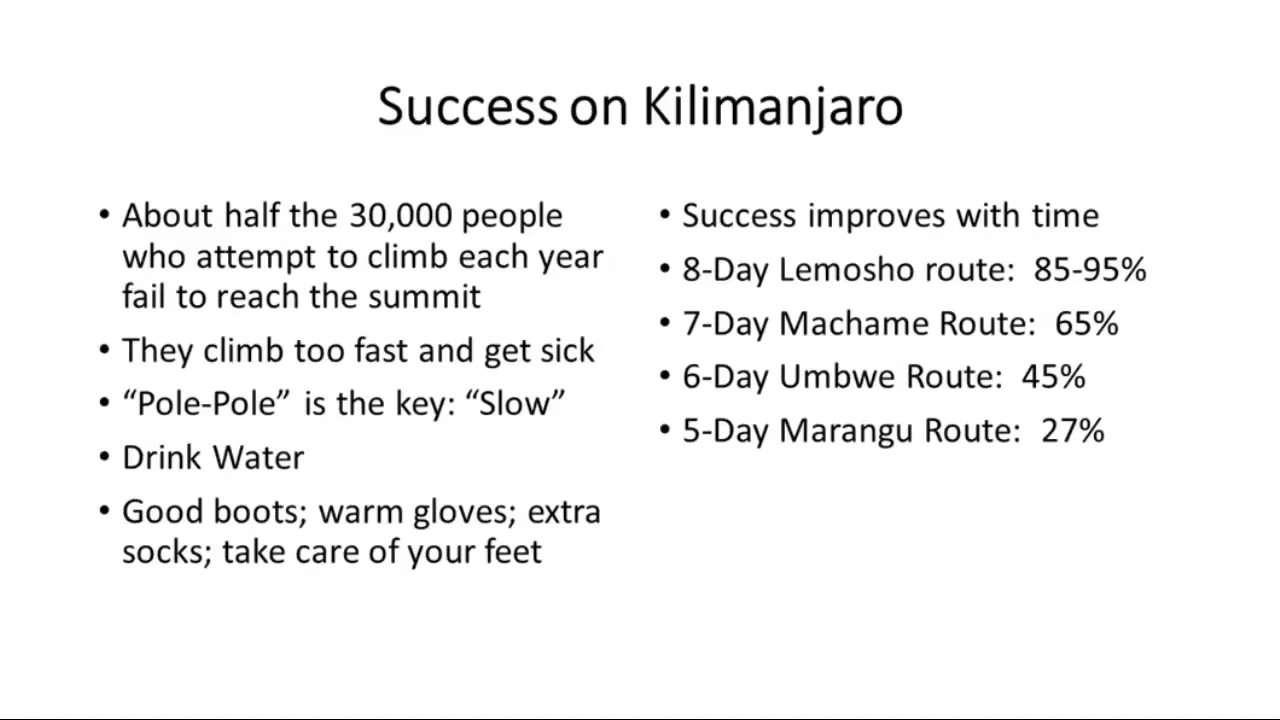 Success on Kilimanjaro
• About half the 30,000 people
who attempt to climb each year
fail to reach the summit
• They climb too fast and get sick
• “Pole-Pole” is the key: “Slow”
• Drink Water
• Good boots; warm gloves; extra
socks; take care of your feet
• Success improves with time
• 8-Day Lemosho route: 85-95%
• 7-Day Machame Route: 65%
• 6-Day Umbwe Route: 45%
• 5-Day Marangu Route: 27%